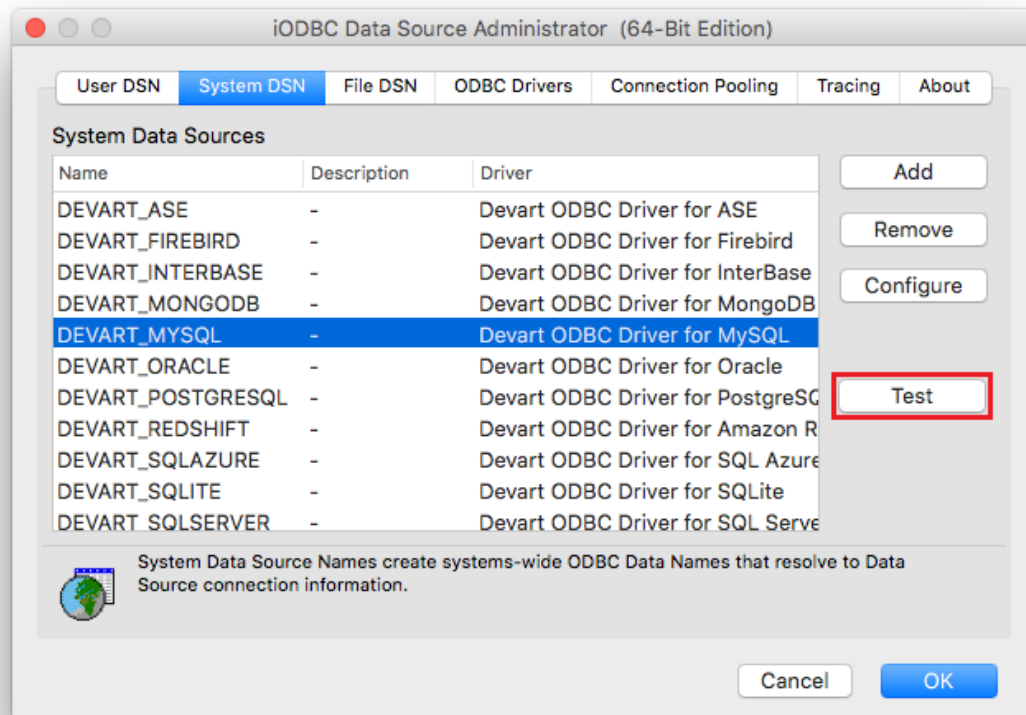 iODBC Data Source Administrator (64-Bit Edition)
User DSN System DSN File DSN ODBC Drivers Connection Pooling Tracing About
System Data Sources
Name Description Driver
DEVART_ASE - Devart ODBC Driver for ASE
DEVART_FIREBIRD - Devart ODBC Driver for Firebird
DEVART_INTERBASE - Devart ODBC Driver for InterBase
DEVART_MONGODB - Devart ODBC Driver for MongoDB
DEVART_MYSQL - Devart ODBC Driver for MySQL
DEVART_ORACLE - Devart ODBC Driver for Oracle
DEVART_POSTGRESQL - Devart ODBC Driver for PostgreSQ
DEVART_REDSHIFT - Devart ODBC Driver for Amazon R
DEVART_SQLAZURE - Devart ODBC Driver for SQL Azure
DEVART_SQLITE - Devart ODBC Driver for SQLite
DEVART_SQLSERVER - Devart ODBC Driver for SQL Serve
Add
Remove
Configure
Test
System Data Source Names create systems-wide ODBC Data Names that resolve to Data
Source connection information.
Cancel OK